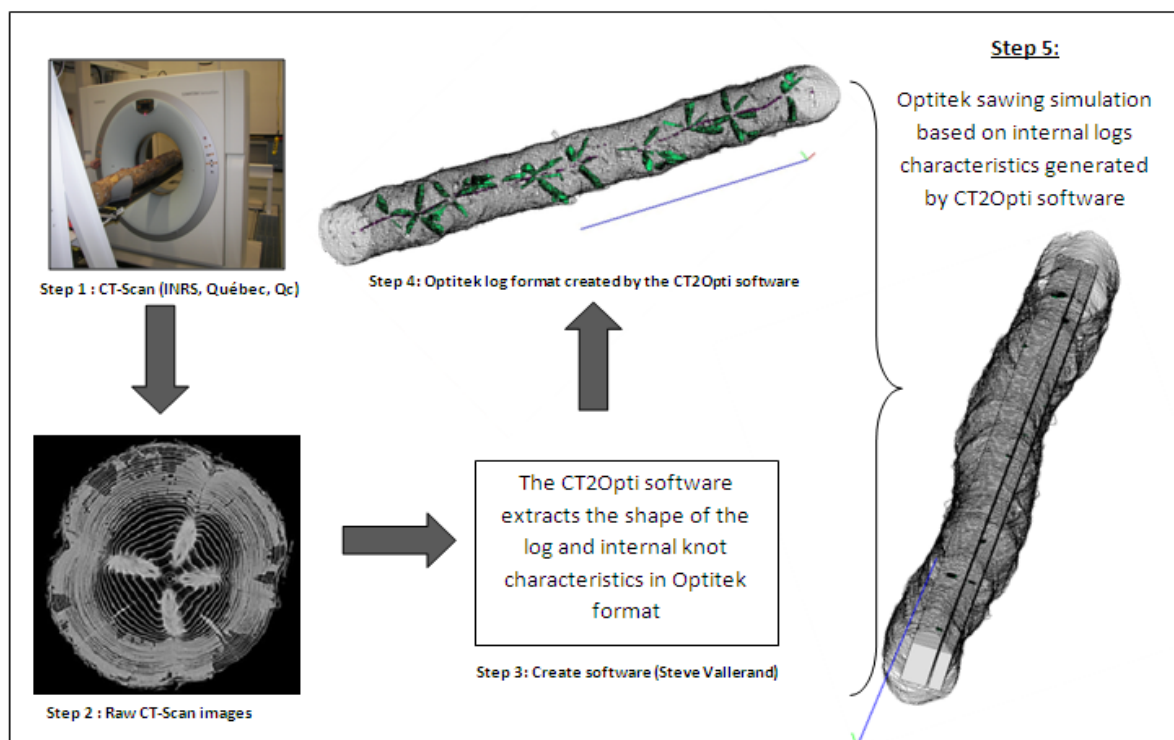 Step 1 : CT-Scan (INRS, Québec, Qc)
Step 2 : Raw CT-Scan images
The CT2Opti software
extracts the shape of the
log and internal knot
characteristics in Optitek
format
Step 3: Create software (Steve Vallerand)
Step 4: Optitek log format created by the CT2Opti software
Step 5:
Optitek sawing simulation
based on internal logs
characteristics generated
by CT2Opti software